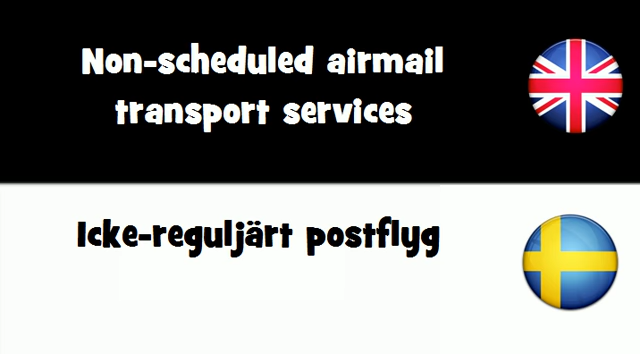 Non-scheduled airmail
transport services
Icke-reguljärt postflyg